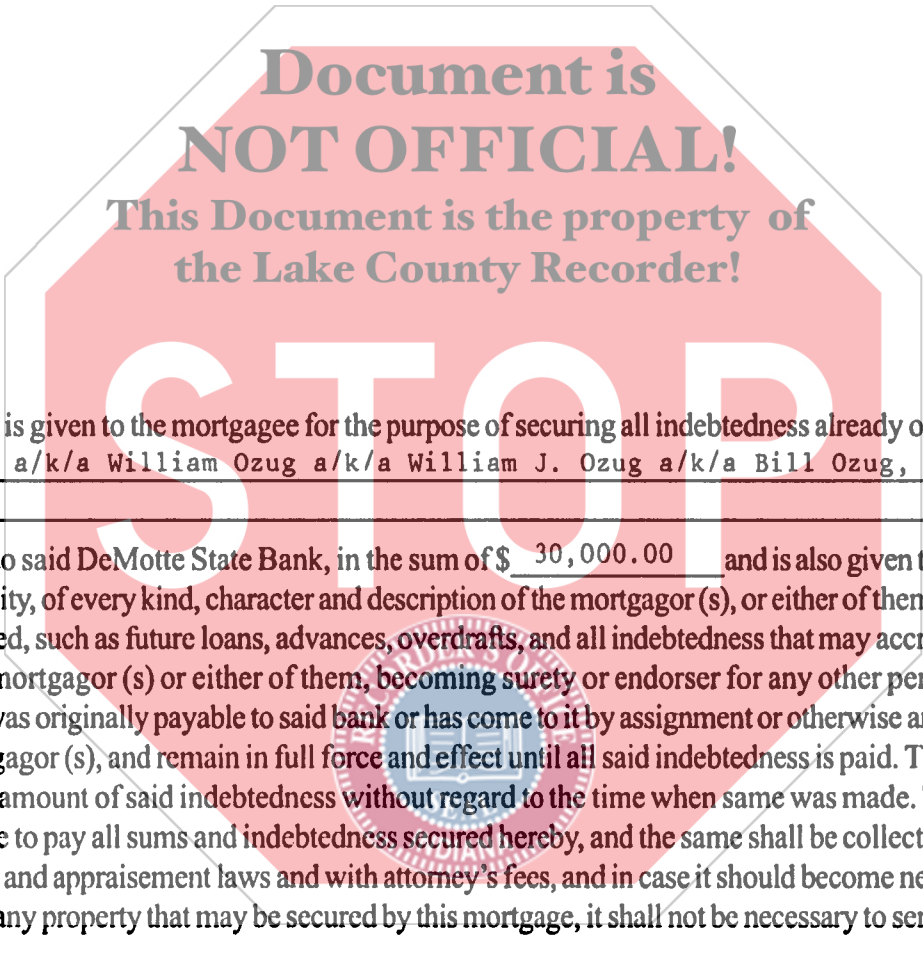 Document is
NOT OFFICIAL!
This Document is the property of
the Lake County Recorder!
STOP
is given to the mortgagee for the purpose of securing all indebtedness already o
a/k/a William Ozug a/k/a William J. Ozug a/k/a Bill Ozug,
o said DeMotte State Bank, in the sum of $ 30,000.00 and is also given t
ity, of every kind, character and description of the mortgagor (s), or either of them
ed, such as future loans, advances, overdrafts, and all indebtedness that may accr
mortgagor (s) or either of them, becoming surety or endorser for any other per
was originally payable to said bank or has come to it by assignment or otherwise a
gagor (s), and remain in full force and effect until all said indebtedness is paid. T
amount of said indebtedness without regard to the time when same was made.
e to pay all sums and indebtedness secured hereby, and the same shall be collect
and appraisement laws and with attorney's fees, and in case it should become ne
any property that may be secured by this mortgage, it shall not be necessary to ser